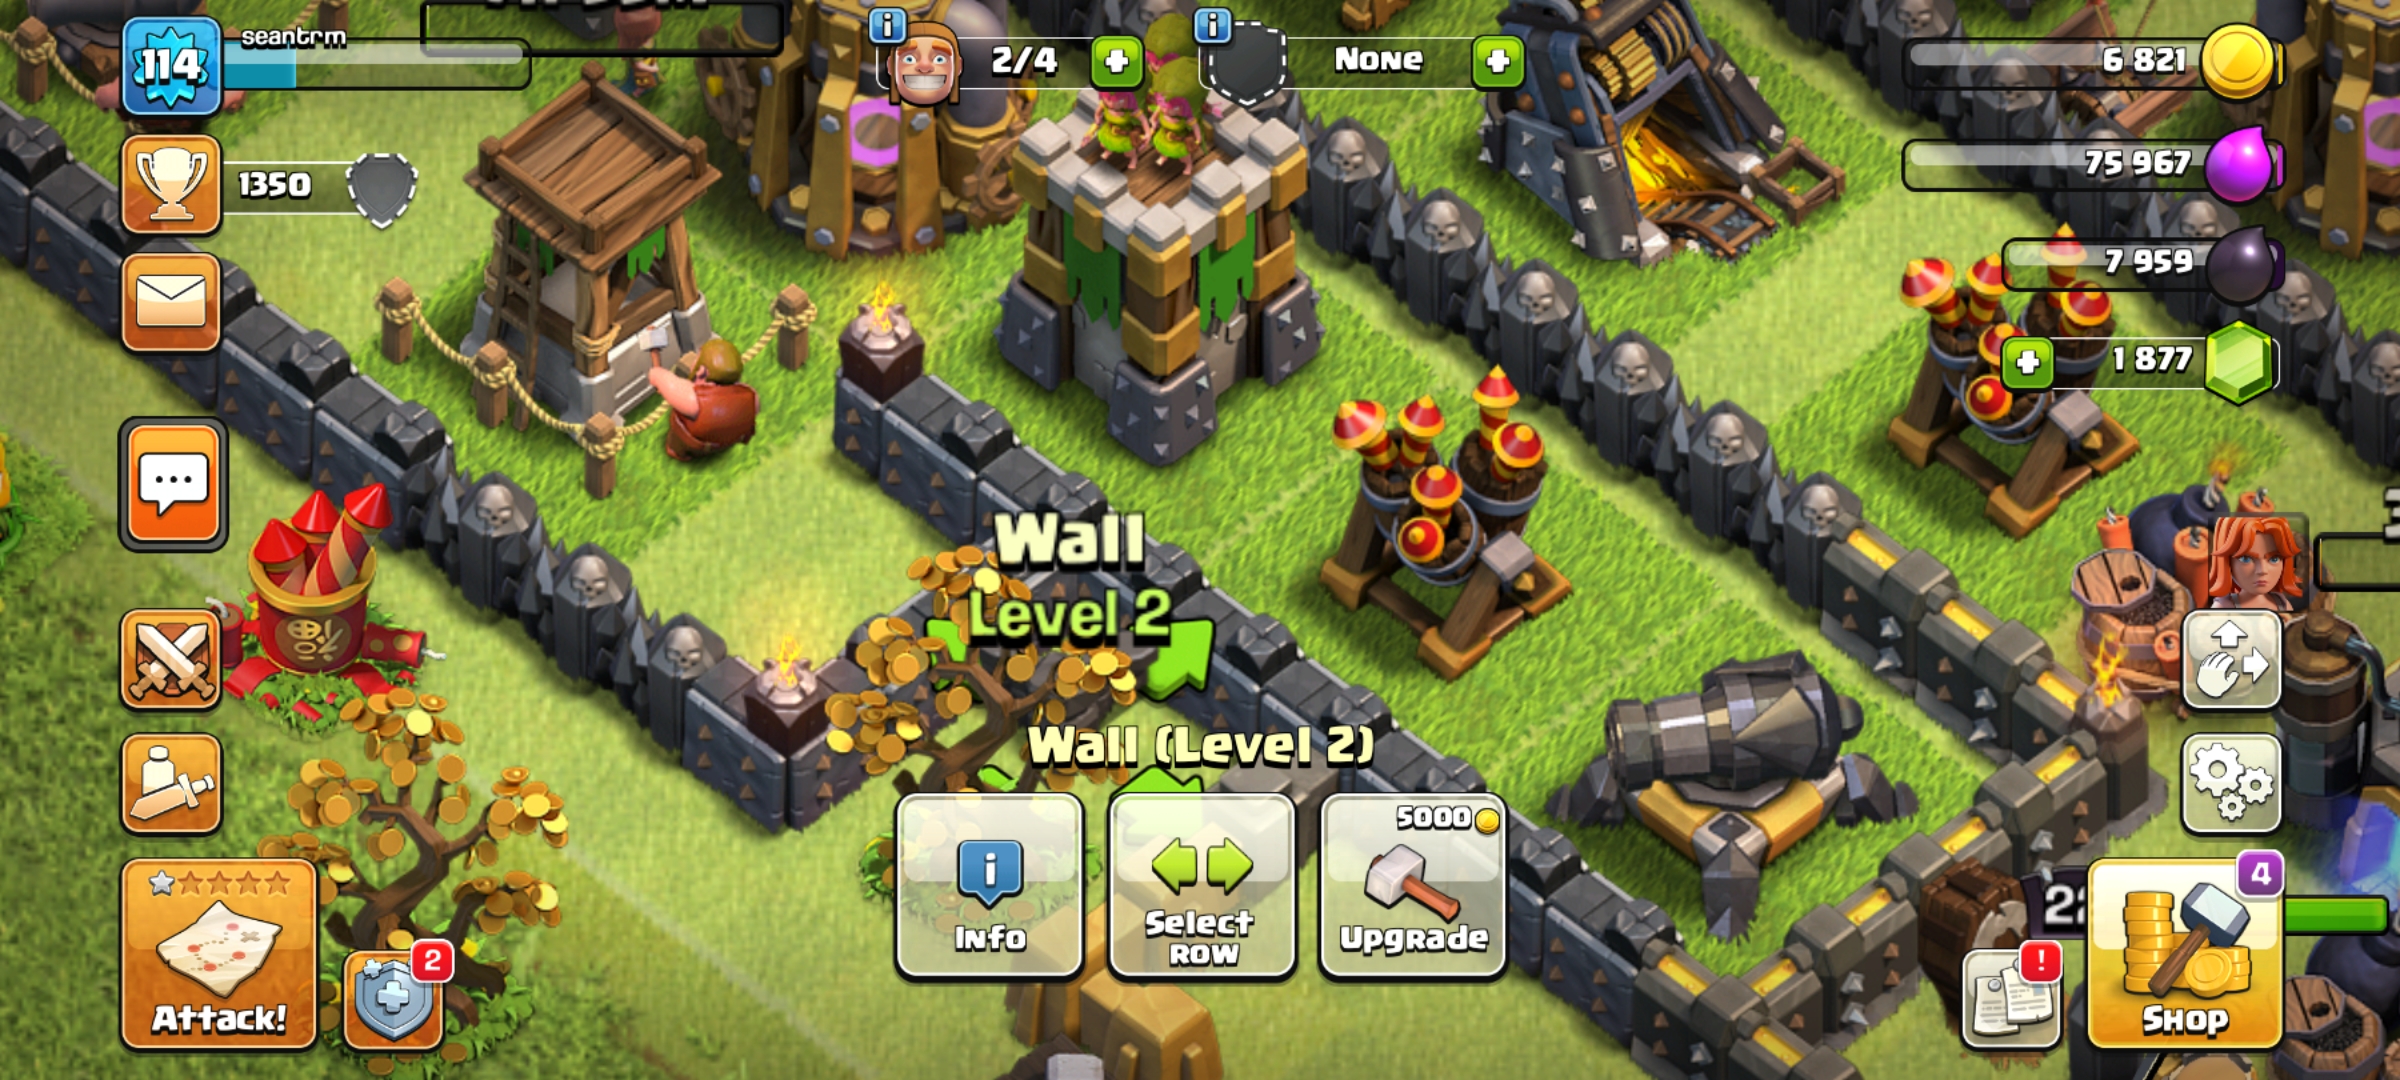 114
seantrm
2/4
None
6 821
75 967
7 959
1 877
1350
Wall
Level 2
Wall (Level 2)
Info
Select
Row
5000
Upgrade
Attack!
2
4
!
Shop